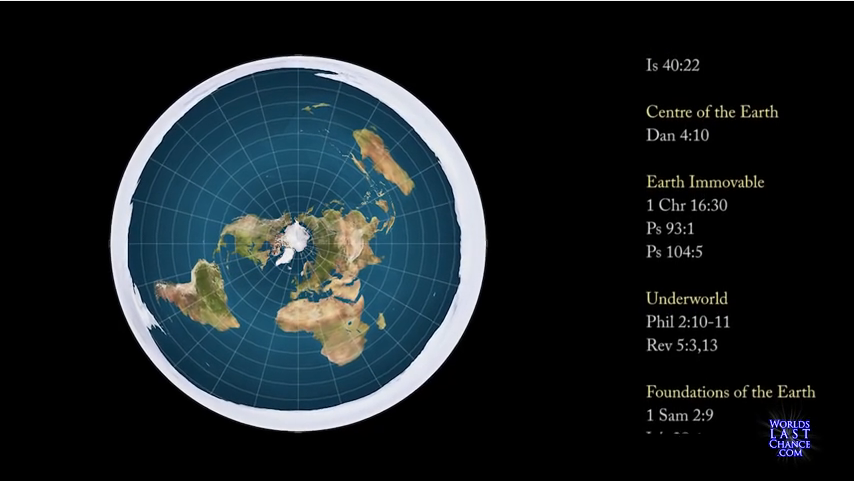 Is 40:22
Centre of the Earth
Dan 4:10
Earth Immovable
1 Chr 16:30
Ps 93:1
Ps 104:5
Underworld
Phil 2:10-11
Rev 5:3,13
Foundations of the Earth
1 Sam 2:9
WORLDS
LAST
CHANCE
.COM